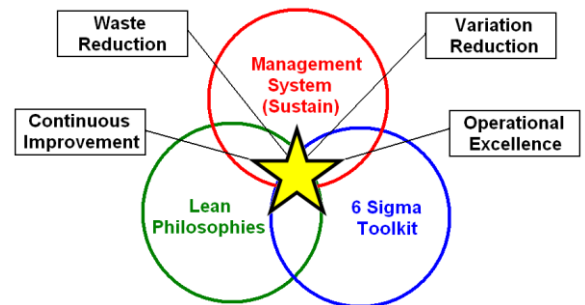 Waste
Reduction
Variation
Reduction
Management
System
(Sustain)
Continuous
Improvement
Operational
Excellence
Lean
Philosophies
6 Sigma
Toolkit